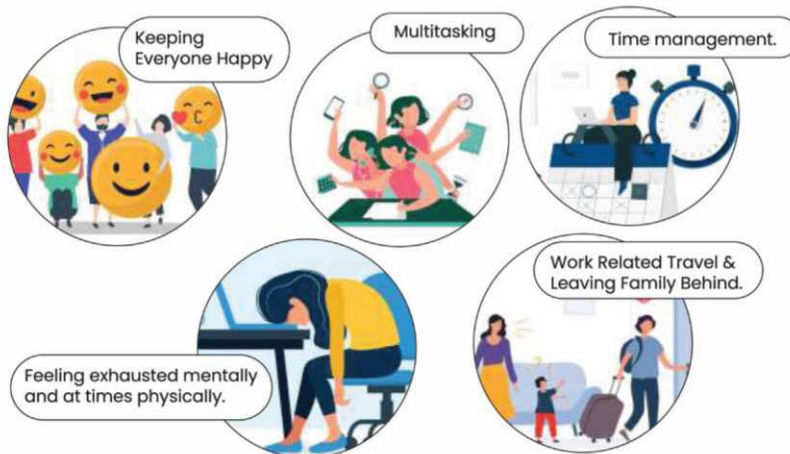 Keeping
Everyone Happy
Multitasking
Time management.
Feeling exhausted mentally
and at times physically.
Work Related Travel &
Leaving Family Behind.